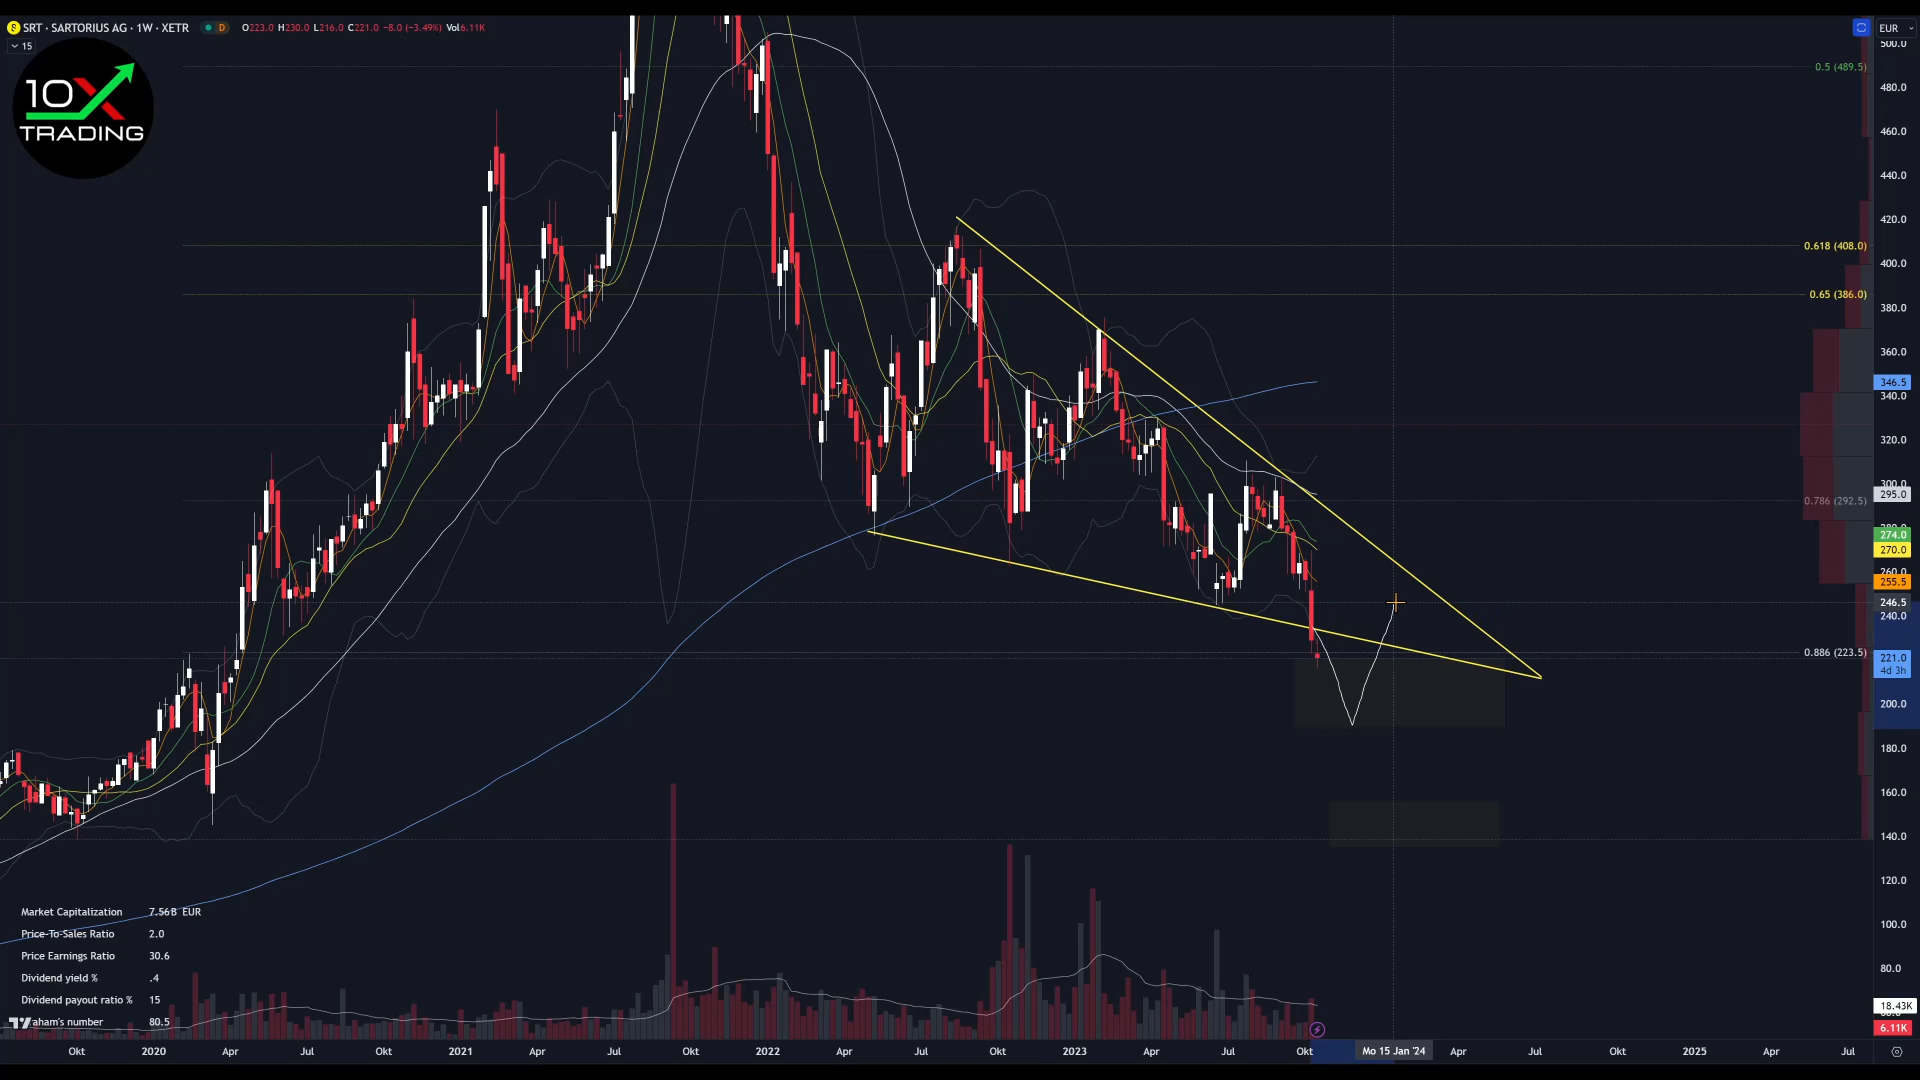 SRT · SARTORIUS AG · 1W · XETR D O223.0 H230.0 L216.0 C221.0 −8.0 (−3.49%) Vol6.11K
15
10X
TRADING
EUR
500.0
0.5 (489.5)
480.0
460.0
440.0
420.0
0.618 (408.0)
400.0
0.65 (386.0)
380.0
360.0
346.5
340.0
320.0
300.0
295.0
0.786 (292.5)
280.0
274.0
270.0
260.0
255.5
246.5
240.0
0.886 (223.5)
221.0
4d 3h
200.0
180.0
160.0
140.0
120.0
100.0
80.0
18.43K
6.11K
Market Capitalization 7.56B EUR
Price-To-Sales Ratio 2.0
Price Earnings Ratio 30.6
Dividend yield % .4
Dividend payout ratio % 15
aham's number 80.5
Okt 2020 Apr Jul Okt 2021 Apr Jul Okt 2022 Apr Jul Okt 2023 Apr Jul Okt Mo 15 Jan '24 Apr Jul Okt 2025 Apr Jul